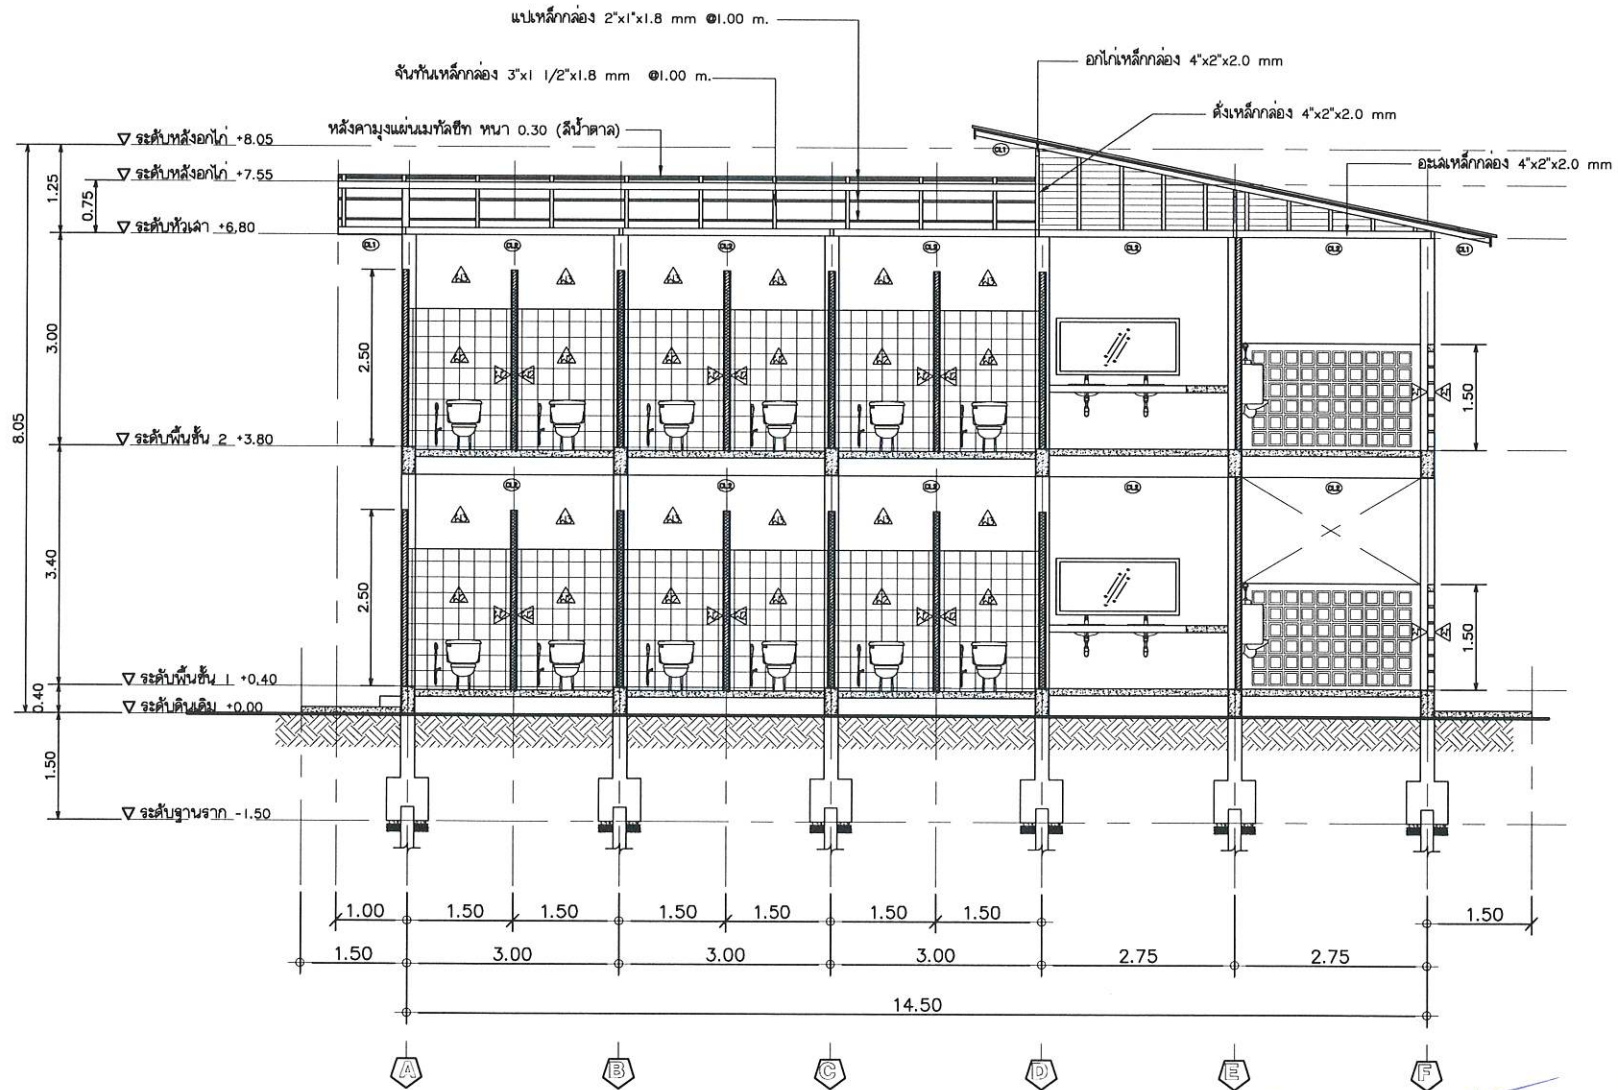 แปเหล็กกล่อง 2"x1"x1.8 mm @1.00 m.
อกไก่เหล็กกล่อง 4"x2"x2.0 mm
จันทันเหล็กกล่อง 3"x1 1/2"x1.8 mm @1.00 m.
ดั้งเหล็กกล่อง 4"x2"x2.0 mm
หลังคามุงแผ่นเมทัลชีท หนา 0.30 (สีน้ำตาล)
อะเสเหล็กกล่อง 4"x2"x2.0 mm
ระดับหลังอกไก่ +8.05
ระดับหลังอกไก่ +7.55
ระดับหัวเสา +6.80
ระดับพื้นชั้น 2 +3.80
ระดับพื้นชั้น 1 +0.40
ระดับดินเดิม +0.00
ระดับฐานราก -1.50
8.05
1.25
0.75
3.00
3.40
0.40
1.50
2.50
2.50
1.50
1.50
CL1
CL1 CL2 CL2 CL2 CL2 CL2 CL1
CL2 CL2 CL2 CL2 CL2
1.00 1.50 1.50 1.50 1.50 1.50 1.50 1.50
1.50 3.00 3.00 3.00 2.75 2.75
14.50
A B C D E F